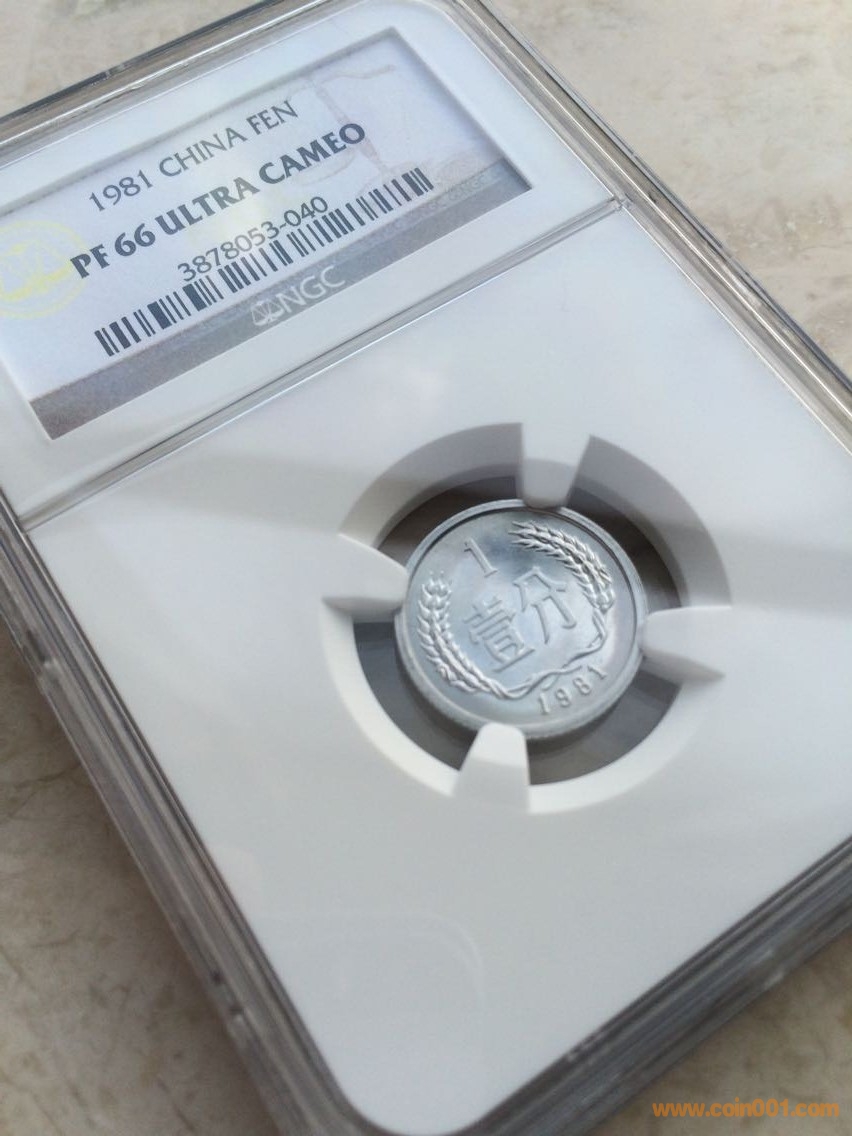 1981 CHINA FEN
PF 66 ULTRA CAMEO
3878053-040
NGC
1
壹分
1981
www.coin001.com